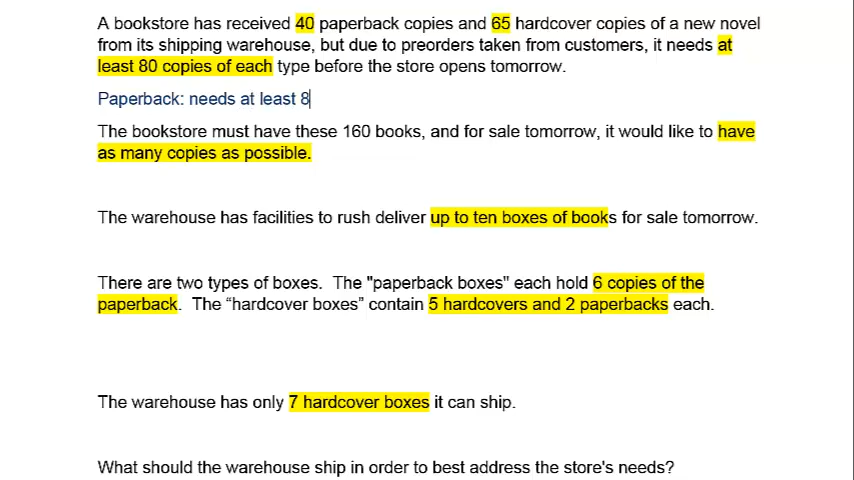 A bookstore has received 40 paperback copies and 65 hardcover copies of a new novel
from its shipping warehouse, but due to preorders taken from customers, it needs at
least 80 copies of each type before the store opens tomorrow.
Paperback: needs at least 8
The bookstore must have these 160 books, and for sale tomorrow, it would like to have
as many copies as possible.
The warehouse has facilities to rush deliver up to ten boxes of books for sale tomorrow.
There are two types of boxes.  The "paperback boxes" each hold 6 copies of the
paperback.  The “hardcover boxes” contain 5 hardcovers and 2 paperbacks each.
The warehouse has only 7 hardcover boxes it can ship.
What should the warehouse ship in order to best address the store's needs?